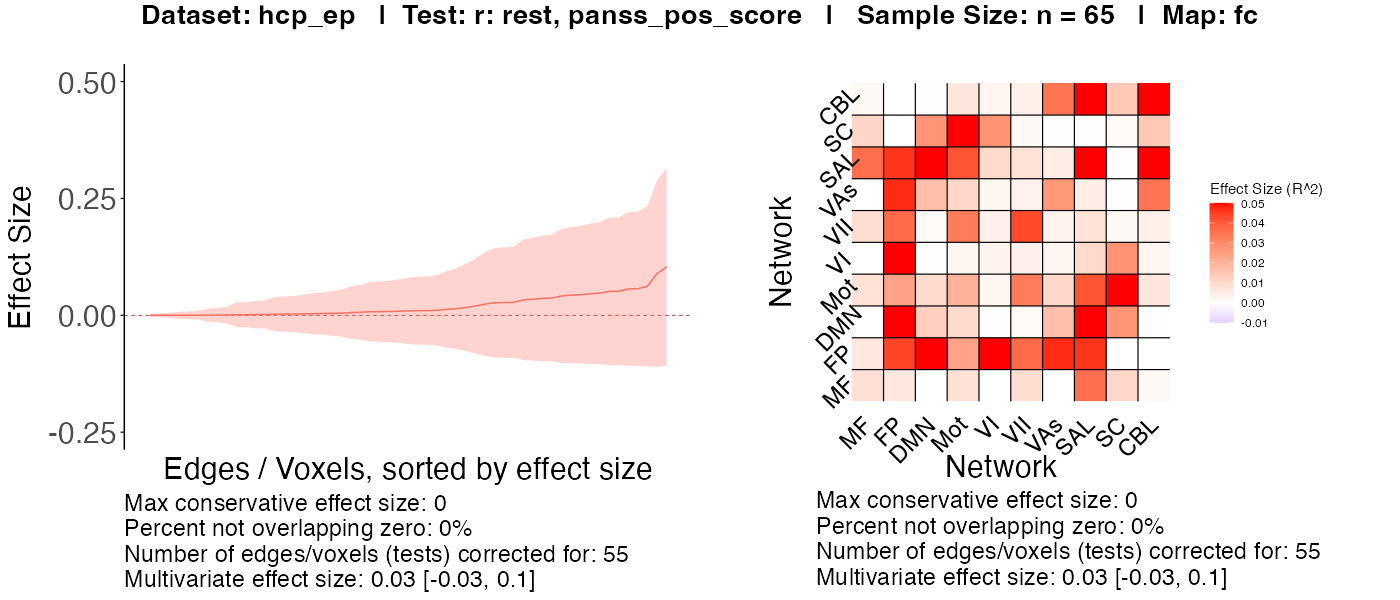 Dataset: hcp_ep | Test: r: rest, panss_pos_score | Sample Size: n = 65 | Map: fc
0.50
0.25
0.00
-0.25
Effect Size
Edges / Voxels, sorted by effect size
Max conservative effect size: 0
Percent not overlapping zero: 0%
Number of edges/voxels (tests) corrected for: 55
Multivariate effect size: 0.03 [-0.03, 0.1]
Network
CBL
SC
SAL
VAs
VII
VI
Mot
DMN
FP
MF
MF FP DMN Mot VI VII VAs SAL SC CBL
Network
Effect Size (R^2)
0.05
0.04
0.03
0.02
0.01
0.00
-0.01
Max conservative effect size: 0
Percent not overlapping zero: 0%
Number of edges/voxels (tests) corrected for: 55
Multivariate effect size: 0.03 [-0.03, 0.1]